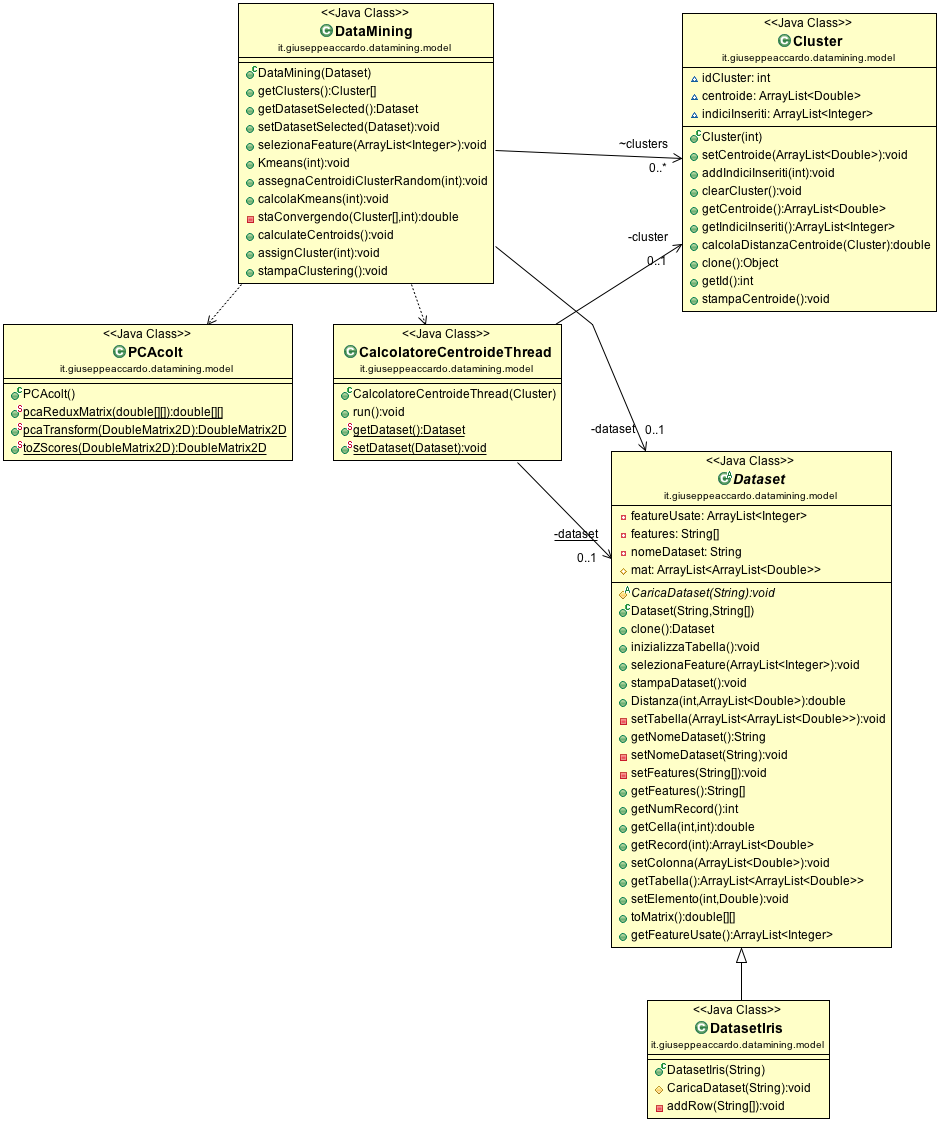 <<Java Class>>
DataMining
it.giuseppeaccardo.datamining.model
DataMining(Dataset)
getClusters():Cluster[]
getDatasetSelected():Dataset
setDatasetSelected(Dataset):void
selezionaFeature(ArrayList<Integer>):void
Kmeans(int):void
assegnaCentroidiClusterRandom(int):void
calcolaKmeans(int):void
staConvergendo(Cluster[],int):double
calculateCentroids():void
assignCluster(int):void
stampaClustering():void
<<Java Class>>
Cluster
it.giuseppeaccardo.datamining.model
idCluster: int
centroide: ArrayList<Double>
indiciInseriti: ArrayList<Integer>
Cluster(int)
setCentroide(ArrayList<Double>):void
addIndiciInseriti(int):void
clearCluster():void
getCentroide():ArrayList<Double>
getIndiciInseriti():ArrayList<Integer>
calcolaDistanzaCentroide(Cluster):double
clone():Object
getId():int
stampaCentroide():void
~clusters
0..*
-cluster
0..1
<<Java Class>>
PCAcolt
it.giuseppeaccardo.datamining.model
PCAcolt()
pcaReduxMatrix(double[][]):double[][]
pcaTransform(DoubleMatrix2D):DoubleMatrix2D
toZScores(DoubleMatrix2D):DoubleMatrix2D
<<Java Class>>
CalcolatoreCentroideThread
it.giuseppeaccardo.datamining.model
CalcolatoreCentroideThread(Cluster)
run():void
getDataset():Dataset
setDataset(Dataset):void
-dataset
0..1
-dataset
0..1
<<Java Class>>
Dataset
it.giuseppeaccardo.datamining.model
featureUsate: ArrayList<Integer>
features: String[]
nomeDataset: String
mat: ArrayList<ArrayList<Double>>
CaricaDataset(String):void
Dataset(String,String[])
clone():Dataset
inizializzaTabella():void
selezionaFeature(ArrayList<Integer>):void
stampaDataset():void
Distanza(int,ArrayList<Double>):double
setTabella(ArrayList<ArrayList<Double>>):void
getNomeDataset():String
setNomeDataset(String):void
setFeatures(String[]):void
getFeatures():String[]
getNumRecord():int
getCella(int,int):double
getRecord(int):ArrayList<Double>
setColonna(ArrayList<Double>):void
getTabella():ArrayList<ArrayList<Double>>
setElemento(int,Double):void
toMatrix():double[][]
getFeatureUsate():ArrayList<Integer>
<<Java Class>>
DatasetIris
it.giuseppeaccardo.datamining.model
DatasetIris(String)
CaricaDataset(String):void
addRow(String[]):void